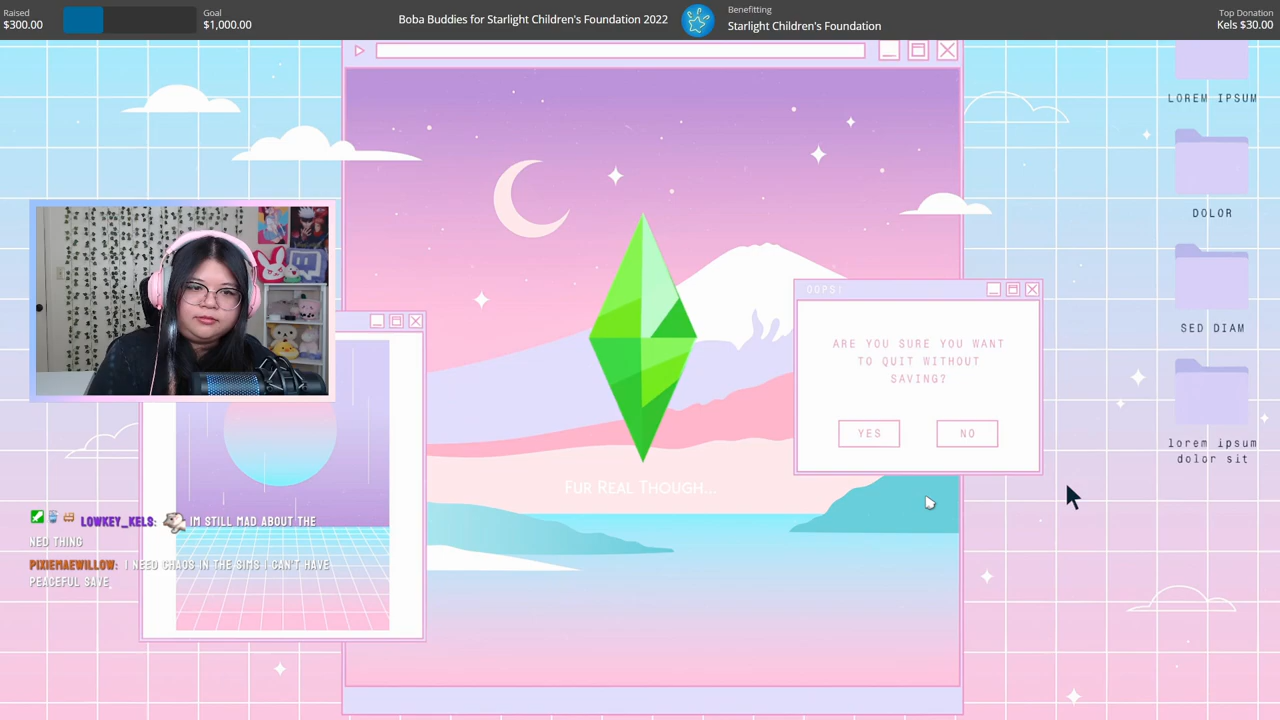 Raised
$300.00
Goal
$1,000.00
Boba Buddies for Starlight Children's Foundation 2022
Benefitting
Starlight Children's Foundation
Top Donation
Kels $30.00
LOREM IPSUM
DOLOR
SED DIAM
lorem ipsum
dolor sit
OOPS!
ARE YOU SURE YOU WANT
TO QUIT WITHOUT
SAVING?
YES
NO
Fur Real Though...
LOWKEY_KELS: IM STILL MAD ABOUT THE
NED THING
PIXIEMAEWILLOW: I NEED CHAOS IN THE SIMS I CAN'T HAVE
PEACEFUL SAVE